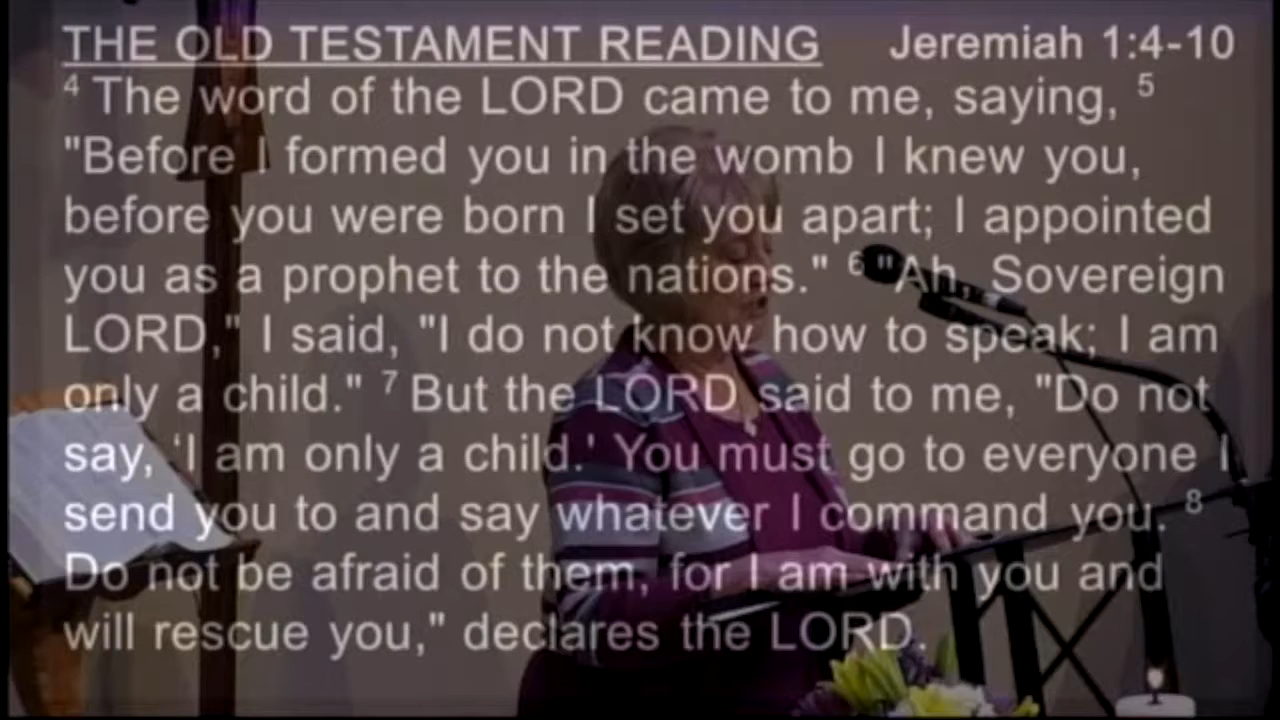 THE OLD TESTAMENT READING Jeremiah 1:4-10
4 The word of the LORD came to me, saying, 5
"Before I formed you in the womb I knew you,
before you were born I set you apart; I appointed
you as a prophet to the nations." 6 "Ah, Sovereign
LORD," I said, "I do not know how to speak; I am
only a child." 7 But the LORD said to me, "Do not
say, ‘I am only a child.' You must go to everyone I
send you to and say whatever I command you. 8
Do not be afraid of them, for I am with you and
will rescue you," declares the LORD.